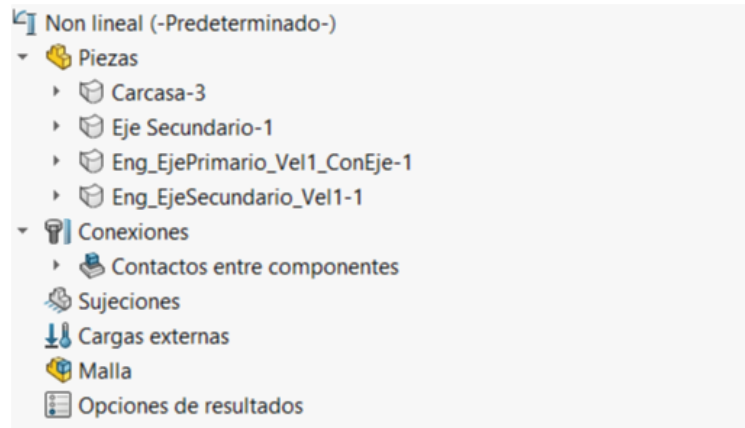 Non lineal (-Predeterminado-)
Piezas
Carcasa-3
Eje Secundario-1
Eng_EjePrimario_Vel1_ConEje-1
Eng_EjeSecundario_Vel1-1
Conexiones
Contactos entre componentes
Sujeciones
Cargas externas
Malla
Opciones de resultados